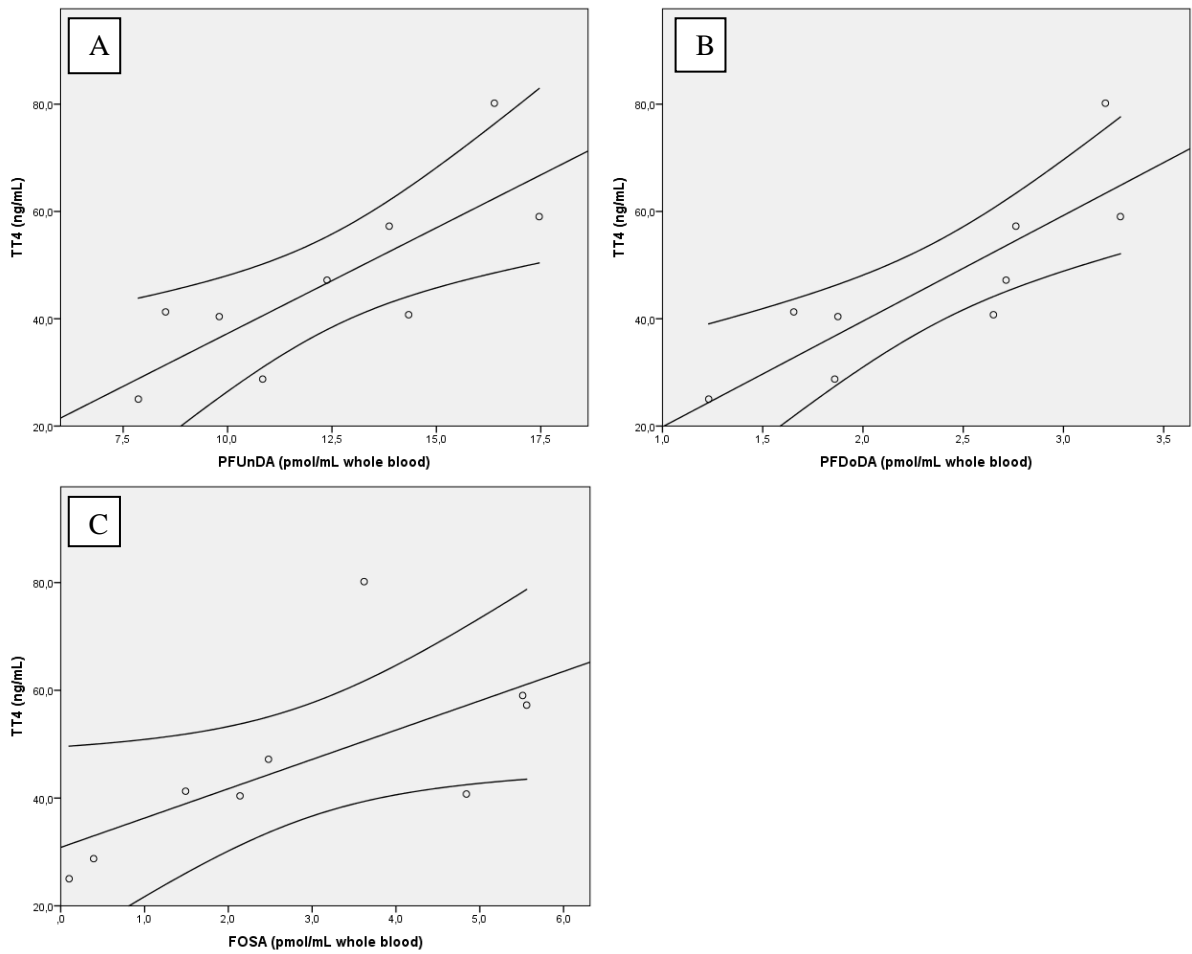 A
TT4 (ng/mL)
80,0
60,0
40,0
20,0
7,5 10,0 12,5 15,0 17,5
PFUnDA (pmol/mL whole blood)
B
TT4 (ng/mL)
80,0
60,0
40,0
20,0
1,0 1,5 2,0 2,5 3,0 3,5
PFDoDA (pmol/mL whole blood)
C
TT4 (ng/mL)
80,0
60,0
40,0
20,0
,0 1,0 2,0 3,0 4,0 5,0 6,0
FOSA (pmol/mL whole blood)